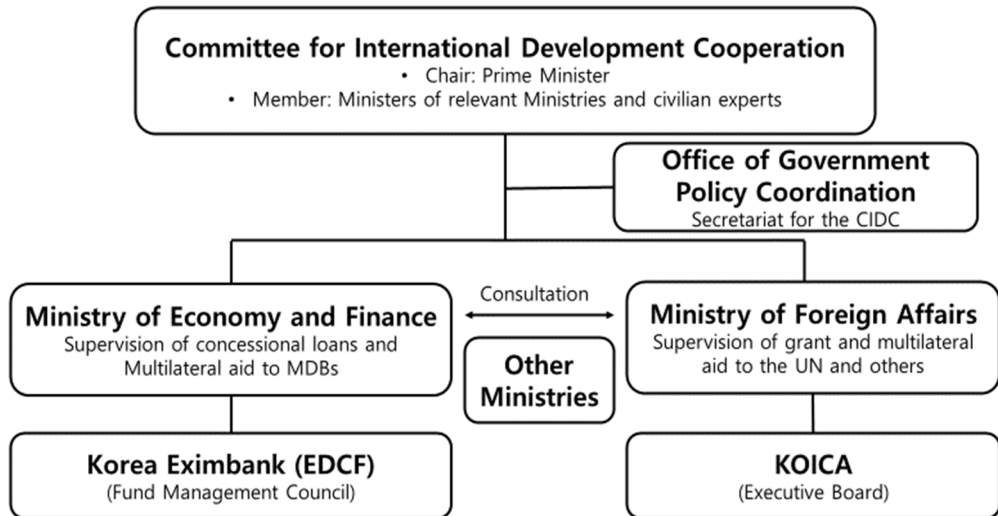 Committee for International Development Cooperation
• Chair: Prime Minister
• Member: Ministers of relevant Ministries and civilian experts
Office of Government
Policy Coordination
Secretariat for the CIDC
Ministry of Economy and Finance
Supervision of concessional loans and
Multilateral aid to MDBs
Consultation
Other
Ministries
Ministry of Foreign Affairs
Supervision of grant and multilateral
aid to the UN and others
Korea Eximbank (EDCF)
(Fund Management Council)
KOICA
(Executive Board)